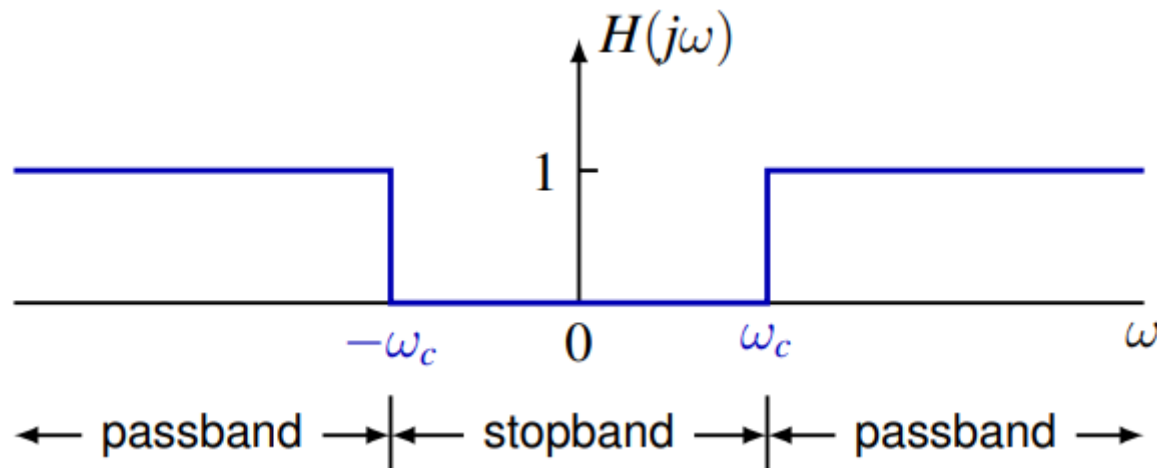 H(jω)
1
−ω_c 0 ω_c ω
passband stopband passband